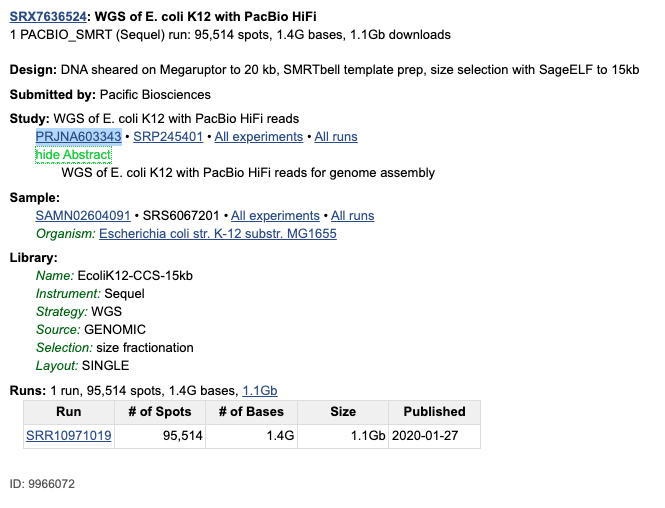 SRX7636524: WGS of E. coli K12 with PacBio HiFi
1 PACBIO_SMRT (Sequel) run: 95,514 spots, 1.4G bases, 1.1Gb downloads
Design: DNA sheared on Megaruptor to 20 kb, SMRTbell template prep, size selection with SageELF to 15kb
Submitted by: Pacific Biosciences
Study: WGS of E. coli K12 with PacBio HiFi reads
PRJNA603343 • SRP245401 • All experiments • All runs
hide Abstract
WGS of E. coli K12 with PacBio HiFi reads for genome assembly
Sample:
SAMN02604091 • SRS6067201 • All experiments • All runs
Organism: Escherichia coli str. K-12 substr. MG1655
Library:
Name: EcoliK12-CCS-15kb
Instrument: Sequel
Strategy: WGS
Source: GENOMIC
Selection: size fractionation
Layout: SINGLE
Runs: 1 run, 95,514 spots, 1.4G bases, 1.1Gb
Run # of Spots # of Bases Size Published
SRR10971019 95,514 1.4G 1.1Gb 2020-01-27
ID: 9966072